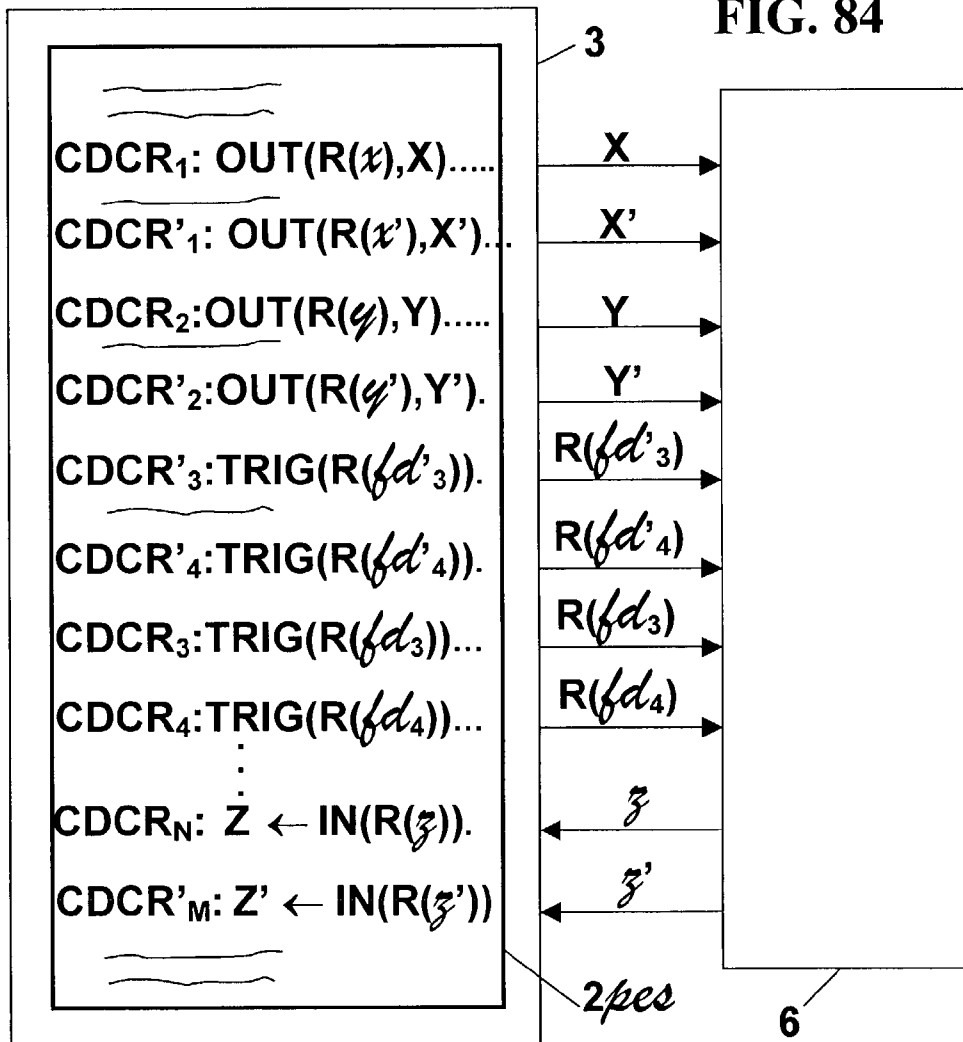 FIG. 84
3
CDCR₁: OUT(R(x),X)..... X
CDCR'₁: OUT(R(x'),X')... X'
CDCR₂:OUT(R(y),Y)..... Y
CDCR'₂:OUT(R(y'),Y'). Y'
CDCR'₃:TRIG(R(fd'₃)). R(fd'₃)
CDCR'₄:TRIG(R(fd'₄)). R(fd'₄)
CDCR₃:TRIG(R(fd₃))... R(fd₃)
CDCR₄:TRIG(R(fd₄))... R(fd₄)
CDCR_N: Z ← IN(R(z)). z
CDCR'_M: Z' ← IN(R(z')) z'
2pes
6